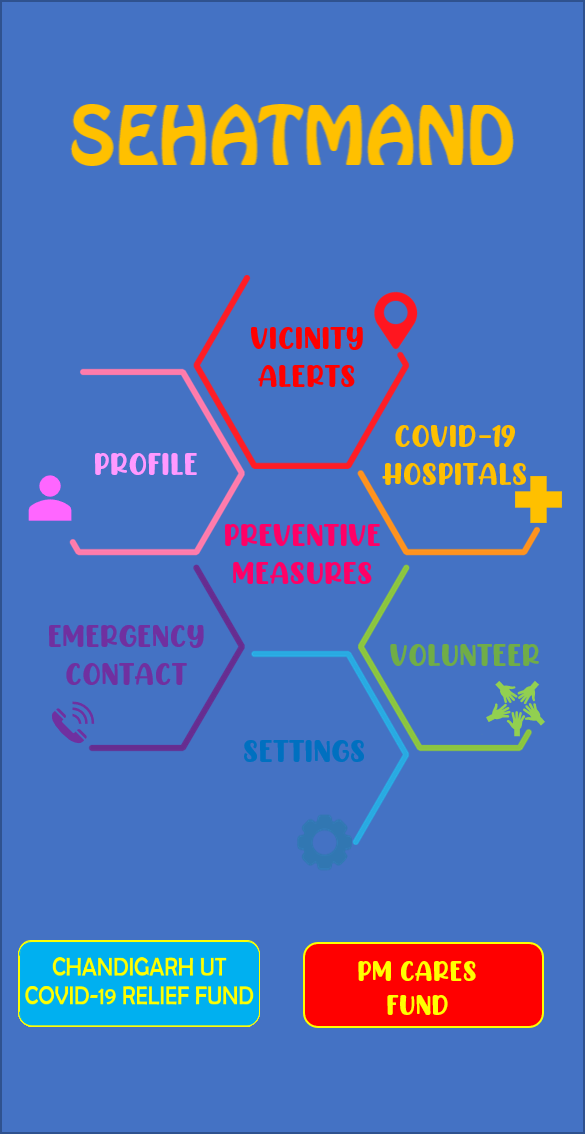 SEHATMAND
VICINITY
ALERTS
PROFILE
COVID-19
HOSPITALS
PREVENTIVE
MEASURES
EMERGENCY
CONTACT
VOLUNTEER
SETTINGS
CHANDIGARH UT
COVID-19 RELIEF FUND
PM CARES
FUND